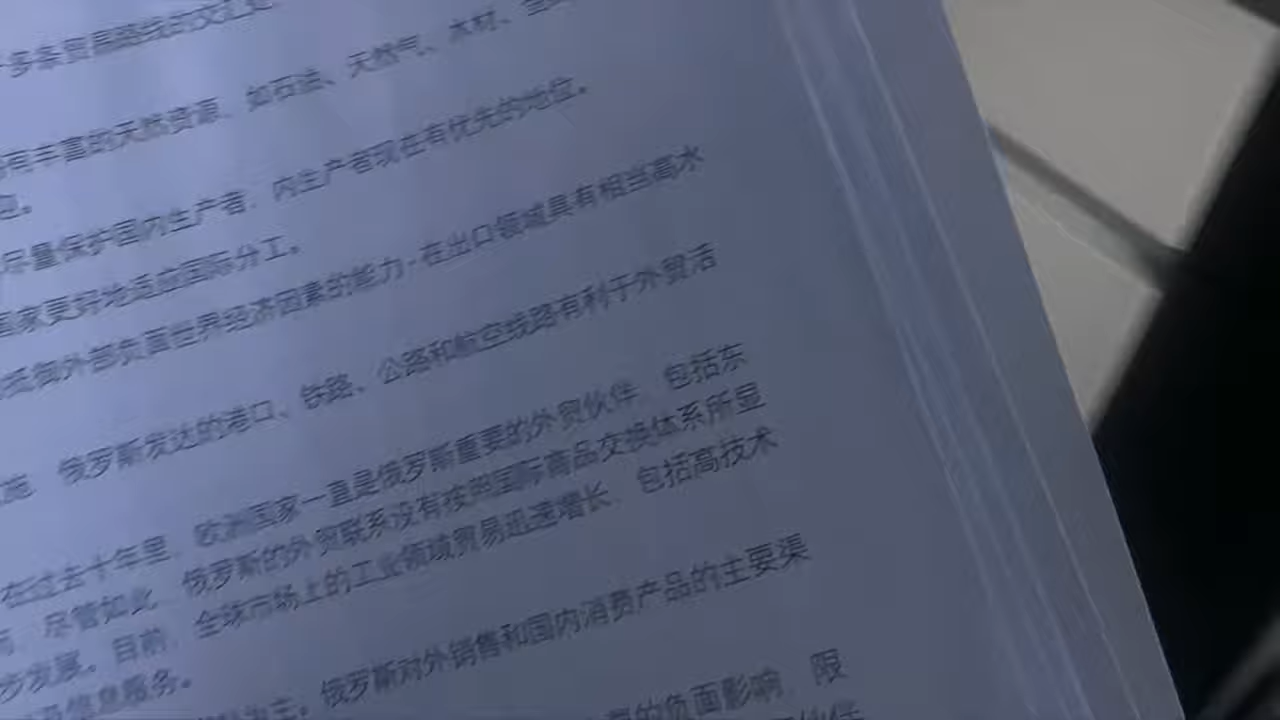 多条贸易路线的交汇处
有丰富的天然资源，如石油、天然气、木材、
尽量保护国内生产者，内生产者现在有优先的地位。
国家更好地适应国际分工。
抵御外部负面世界经济因素的能力，在出口领域具有相当高水
施，俄罗斯发达的港口、铁路、公路和航空线路有利于外贸活
在过去十年里，欧洲国家一直是俄罗斯重要的外贸伙伴，包括东
尽管如此，俄罗斯的外贸联系没有按照国际商品交换体系所显
步发展。目前，全球市场上的工业领域贸易迅速增长，包括高技术
及信息服务。
为主。俄罗斯对外销售和国内消费产品的主要渠
的负面影响，限
伙伴